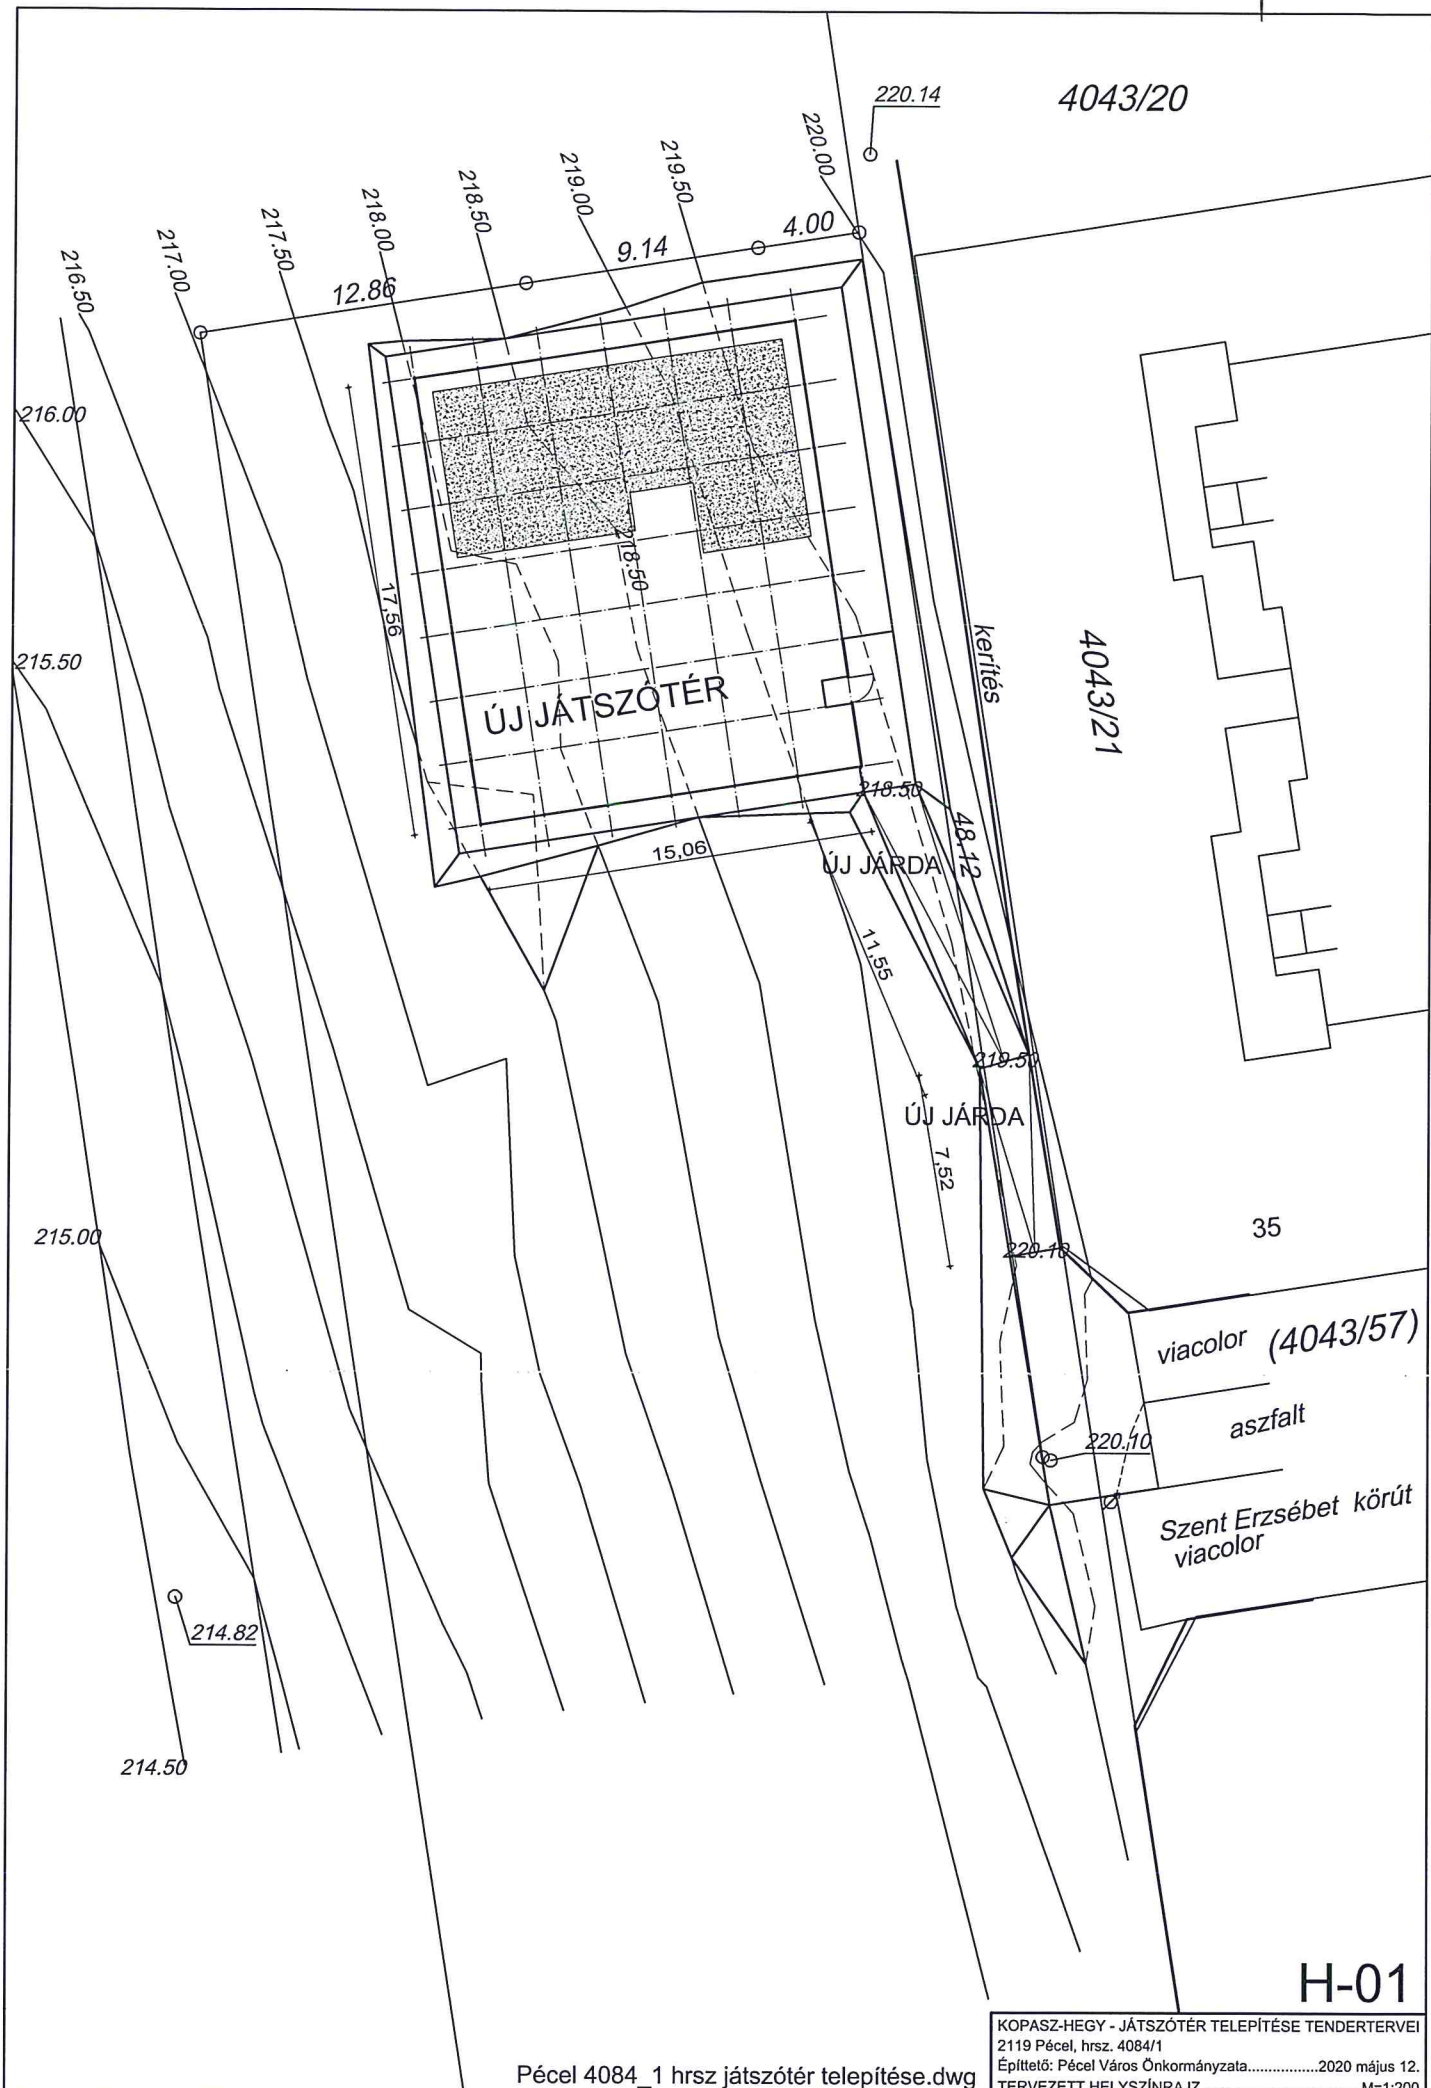 4043/20
220.14
220.00
219.50
219.00
218.50
218.00
217.50
217.00
216.50
4.00
9.14
12.86
216.00
17,56
218.50
kerítés
4043/21
215.50
ÚJ JÁTSZÓTÉR
218.50
48,12
15,06
ÚJ JÁRDA
11,55
219.50
ÚJ JÁRDA
7,52
215.00
35
220.10
viacolor (4043/57)
aszfalt
220.10
Szent Erzsébet körút
viacolor
214.82
214.50
H-01
KOPASZ-HEGY - JÁTSZÓTÉR TELEPÍTÉSE TENDERTERVEI
2119 Pécel, hrsz. 4084/1
Építtető: Pécel Város Önkormányzata.................2020 május 12.
Pécel 4084_1 hrsz játszótér telepítése.dwg
TERVEZETT HELYSZÍNRAJZ M=1:200